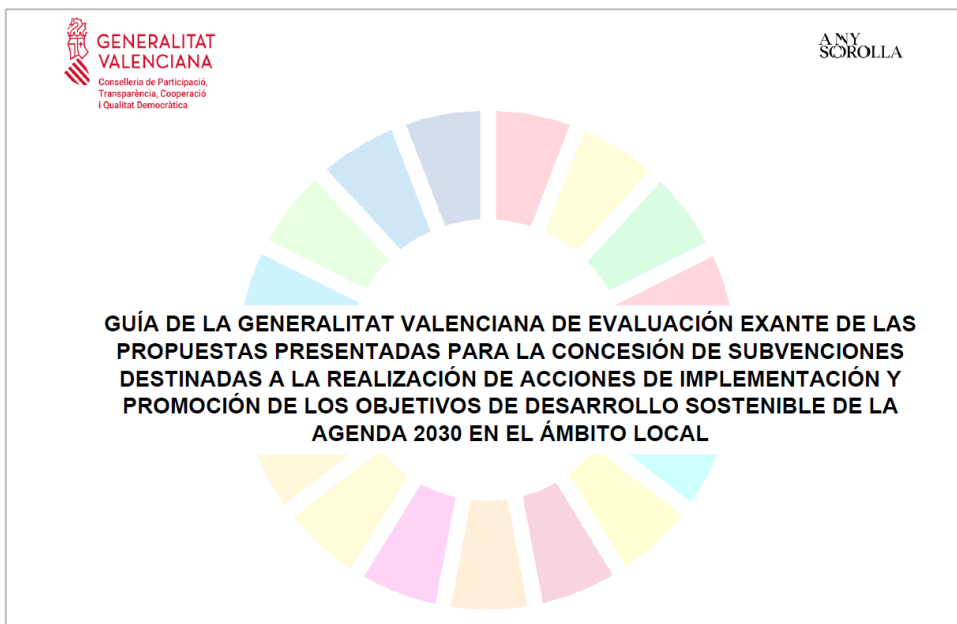 GENERALITAT
VALENCIANA
Conselleria de Participació,
Transparència, Cooperació
i Qualitat Democràtica
ANY
SOROLLA
GUÍA DE LA GENERALITAT VALENCIANA DE EVALUACIÓN EXANTE DE LAS
PROPUESTAS PRESENTADAS PARA LA CONCESIÓN DE SUBVENCIONES
DESTINADAS A LA REALIZACIÓN DE ACCIONES DE IMPLEMENTACIÓN Y
PROMOCIÓN DE LOS OBJETIVOS DE DESARROLLO SOSTENIBLE DE LA
AGENDA 2030 EN EL ÁMBITO LOCAL